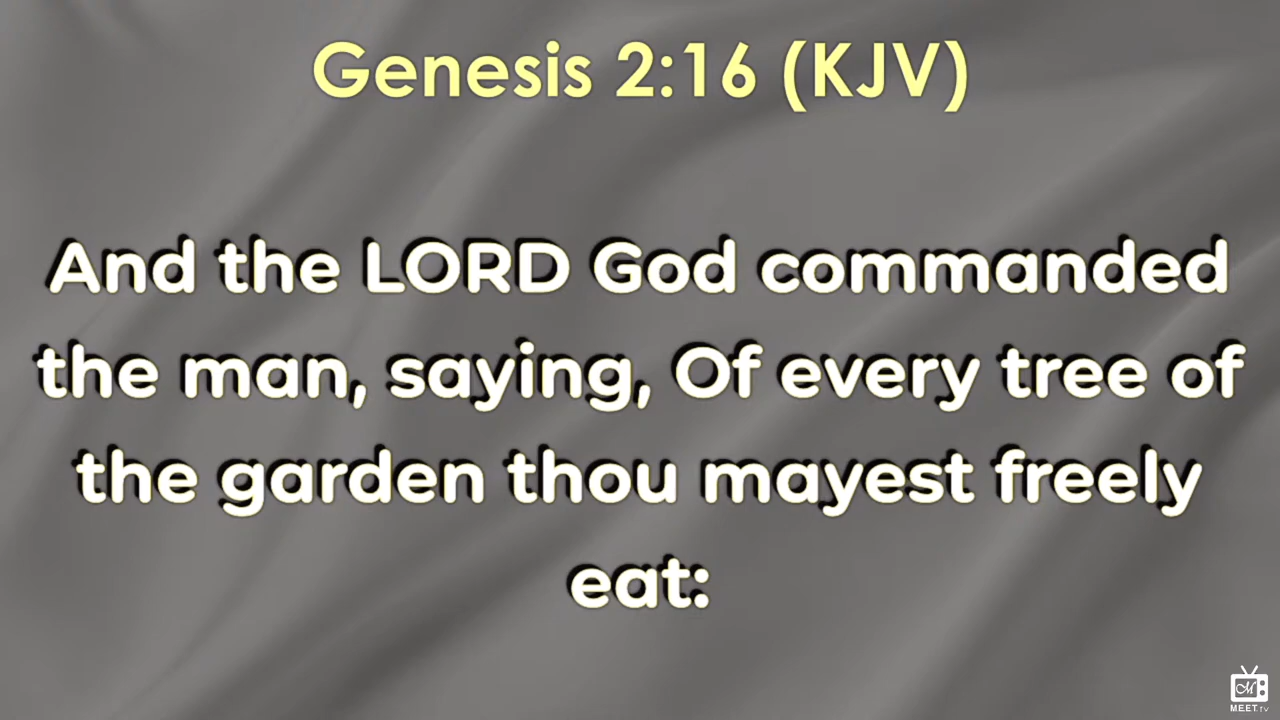 Genesis 2:16 (KJV)
And the LORD God commanded
the man, saying, Of every tree of
the garden thou mayest freely
eat:
M
MEET.TV